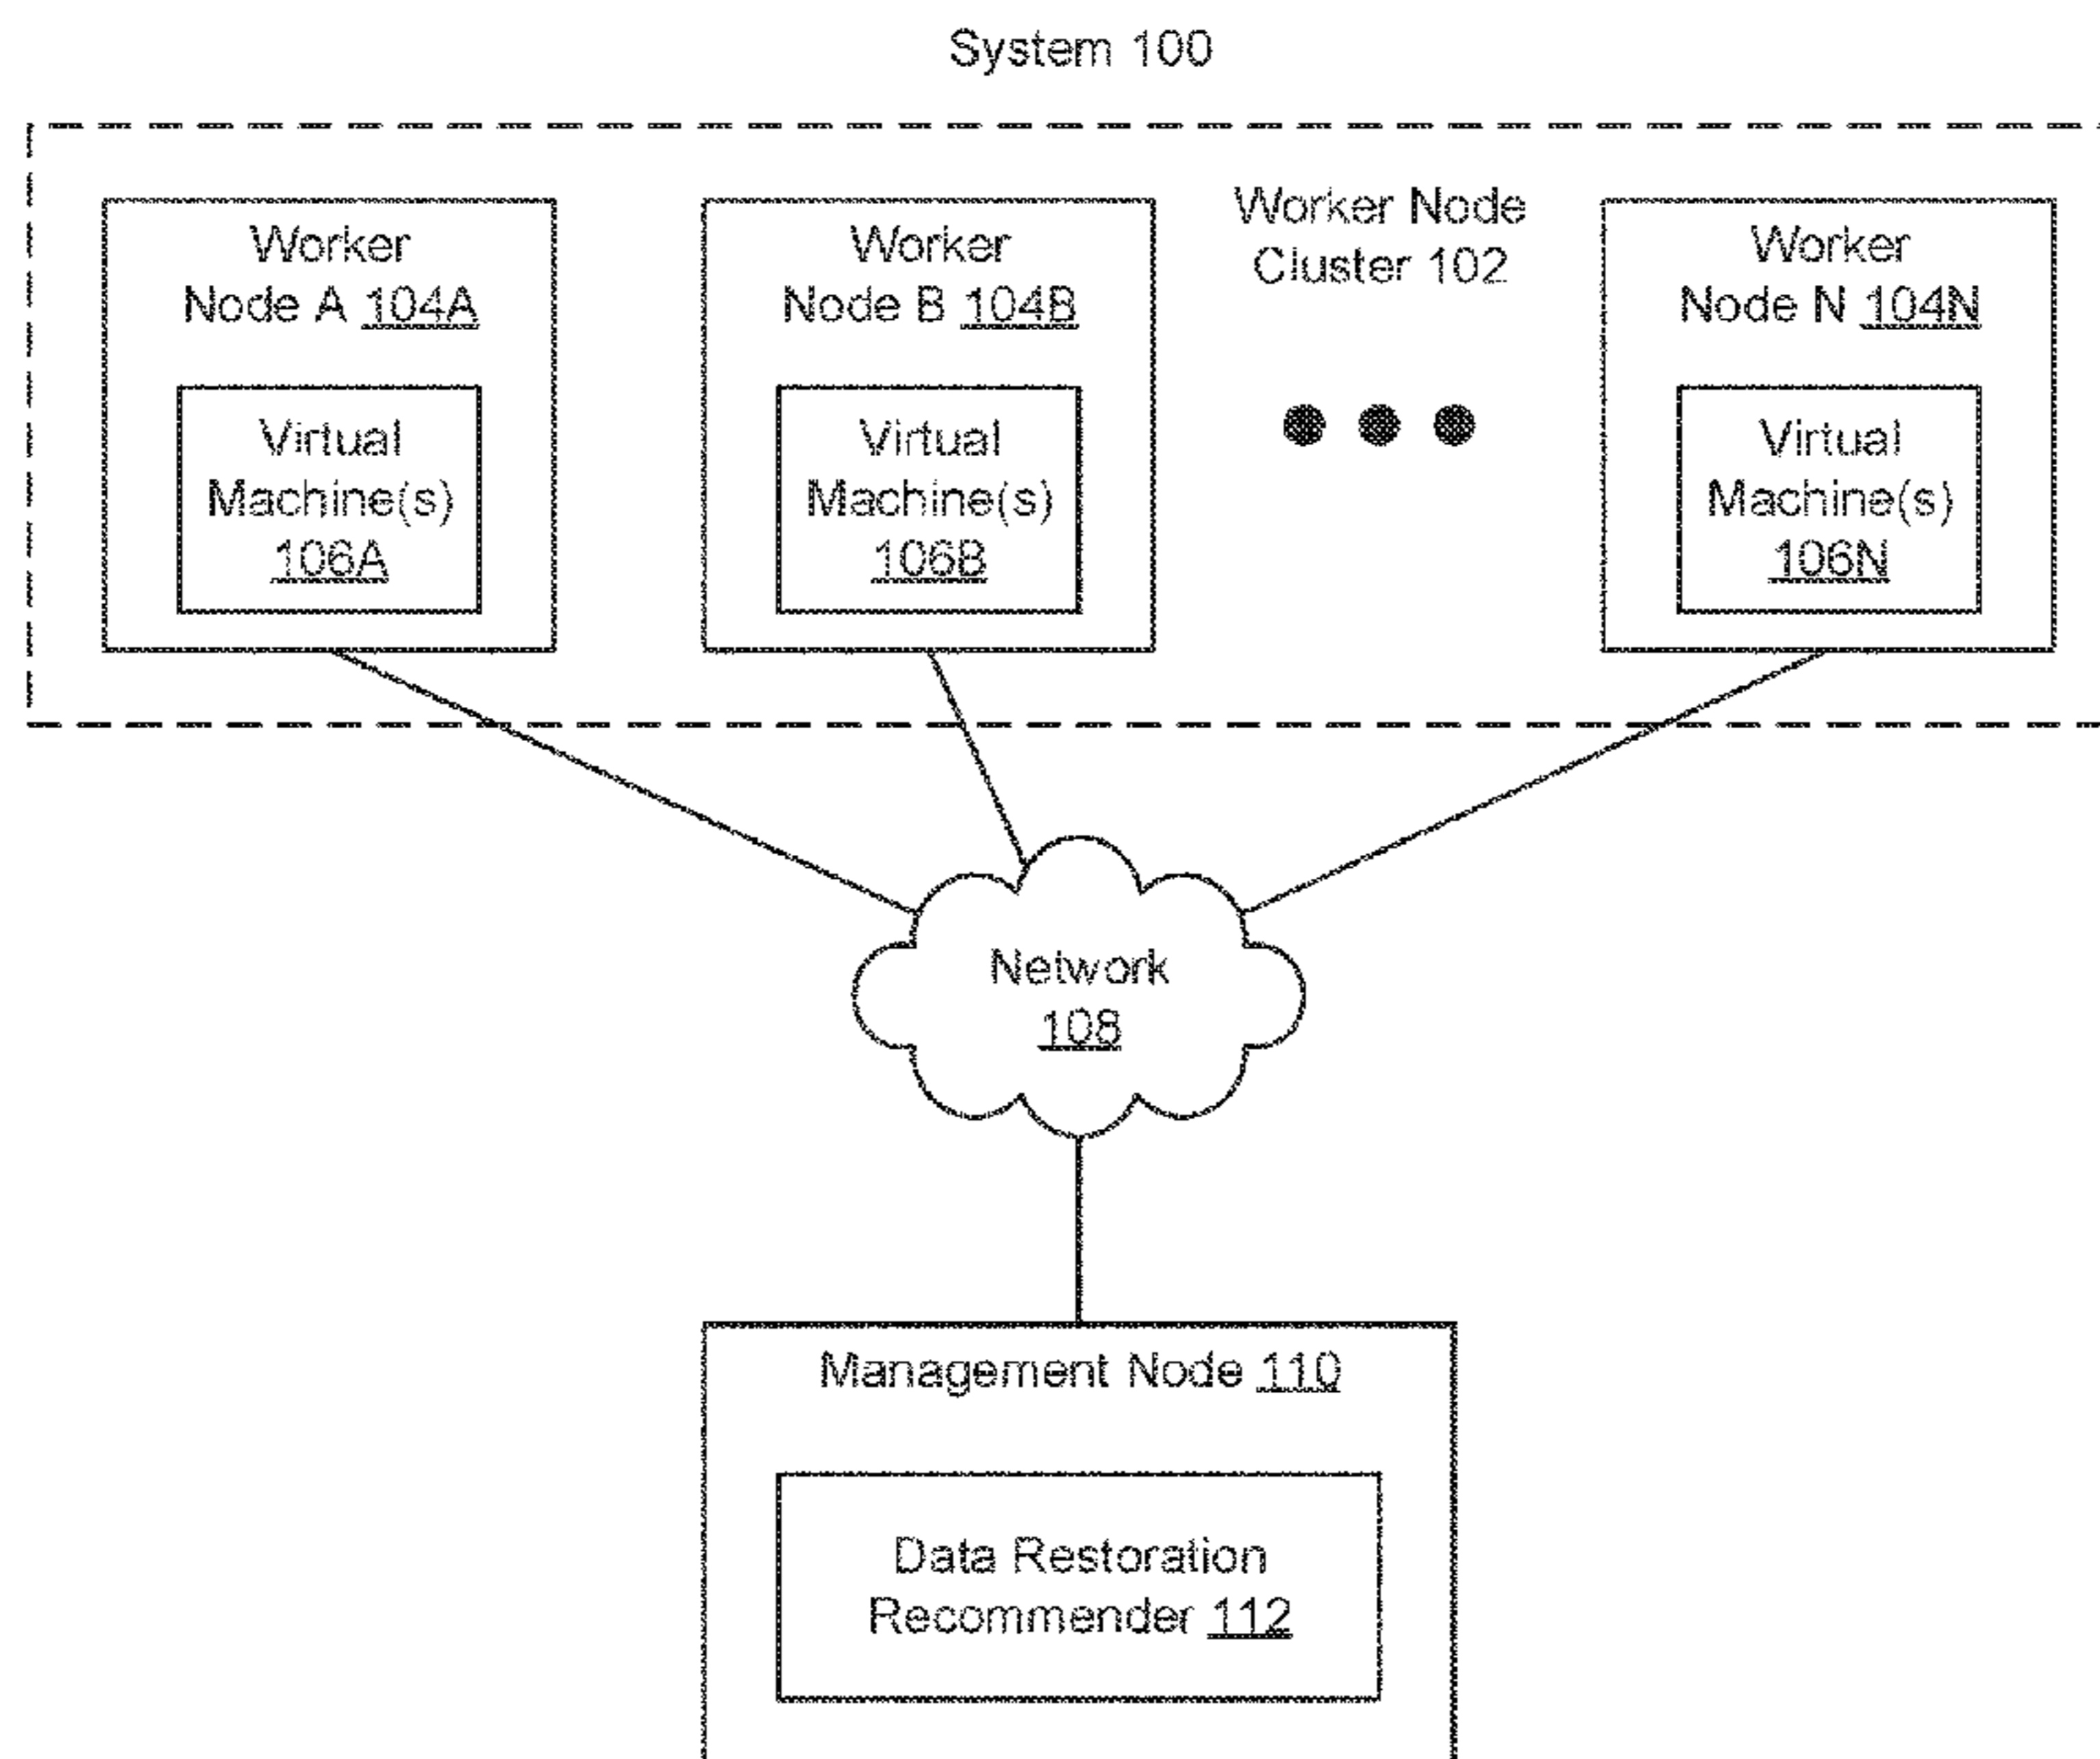 System 100
Worker
Node A 104A
Virtual
Machine(s)
106A
Worker
Node B 104B
Virtual
Machine(s)
106B
Worker Node
Cluster 102
Worker
Node N 104N
Virtual
Machine(s)
106N
Network
108
Management Node 110
Data Restoration
Recommender 112